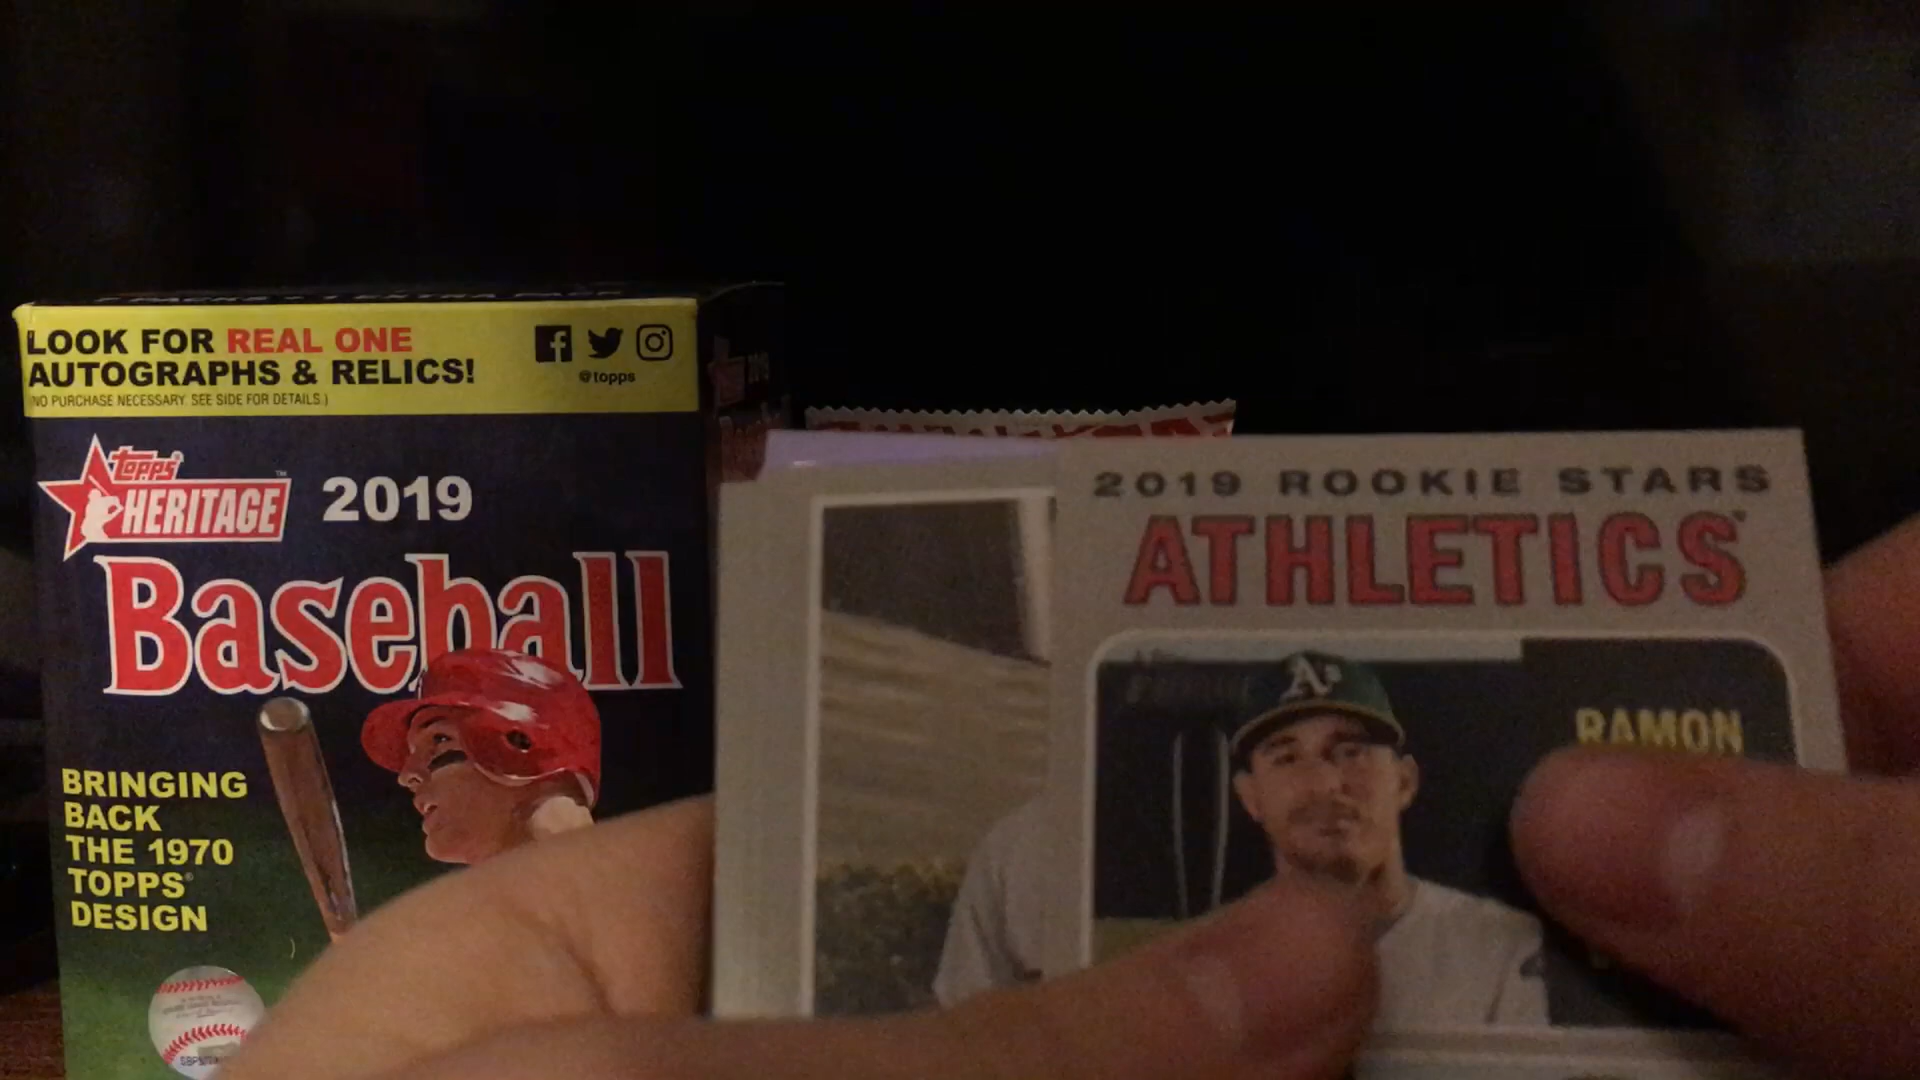 LOOK FOR REAL ONE
AUTOGRAPHS & RELICS!
(NO PURCHASE NECESSARY. SEE SIDE FOR DETAILS.)
@topps
Topps
HERITAGE™
2019
Baseball
BRINGING
BACK
THE 1970
TOPPS®
DESIGN
2019 ROOKIE STARS
ATHLETICS
A's
RAMON